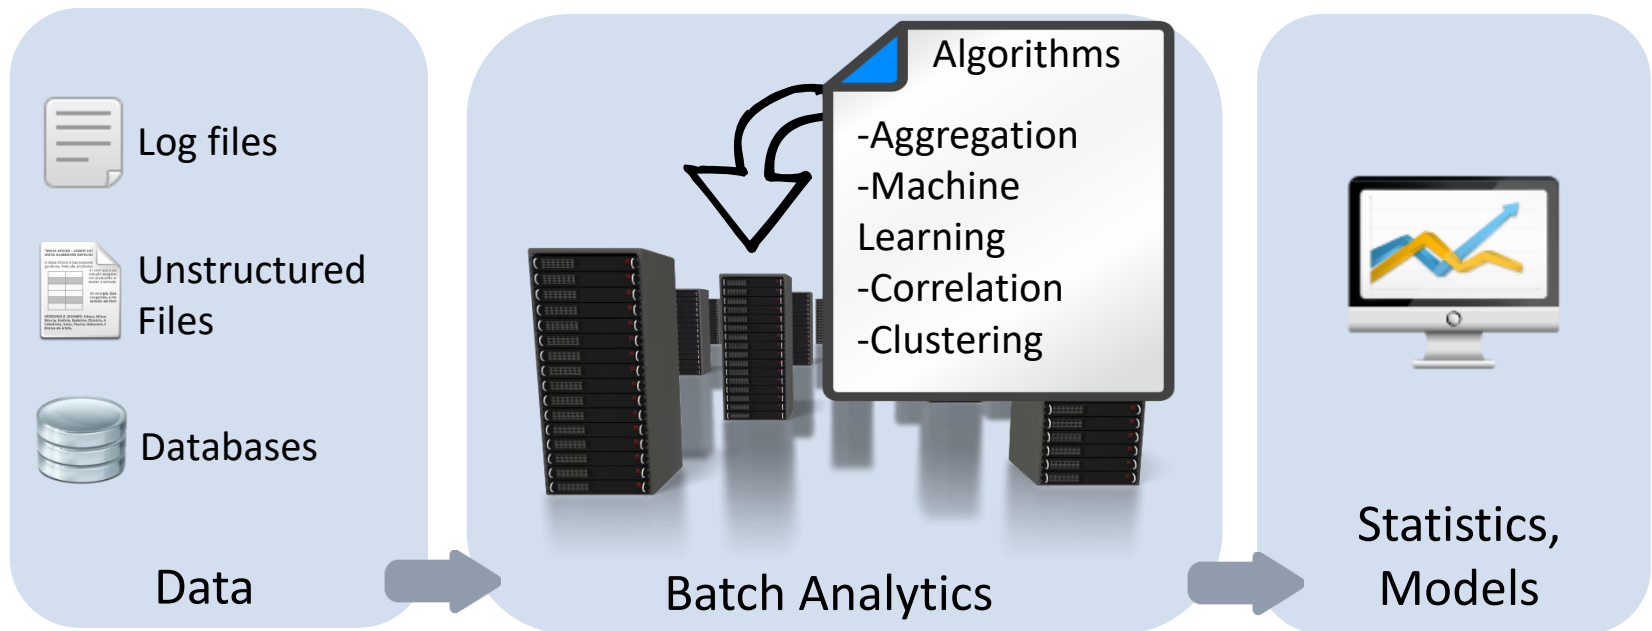 Log files
Unstructured
Files
Databases
Data
Algorithms
-Aggregation
-Machine
Learning
-Correlation
-Clustering
Batch Analytics
Statistics,
Models